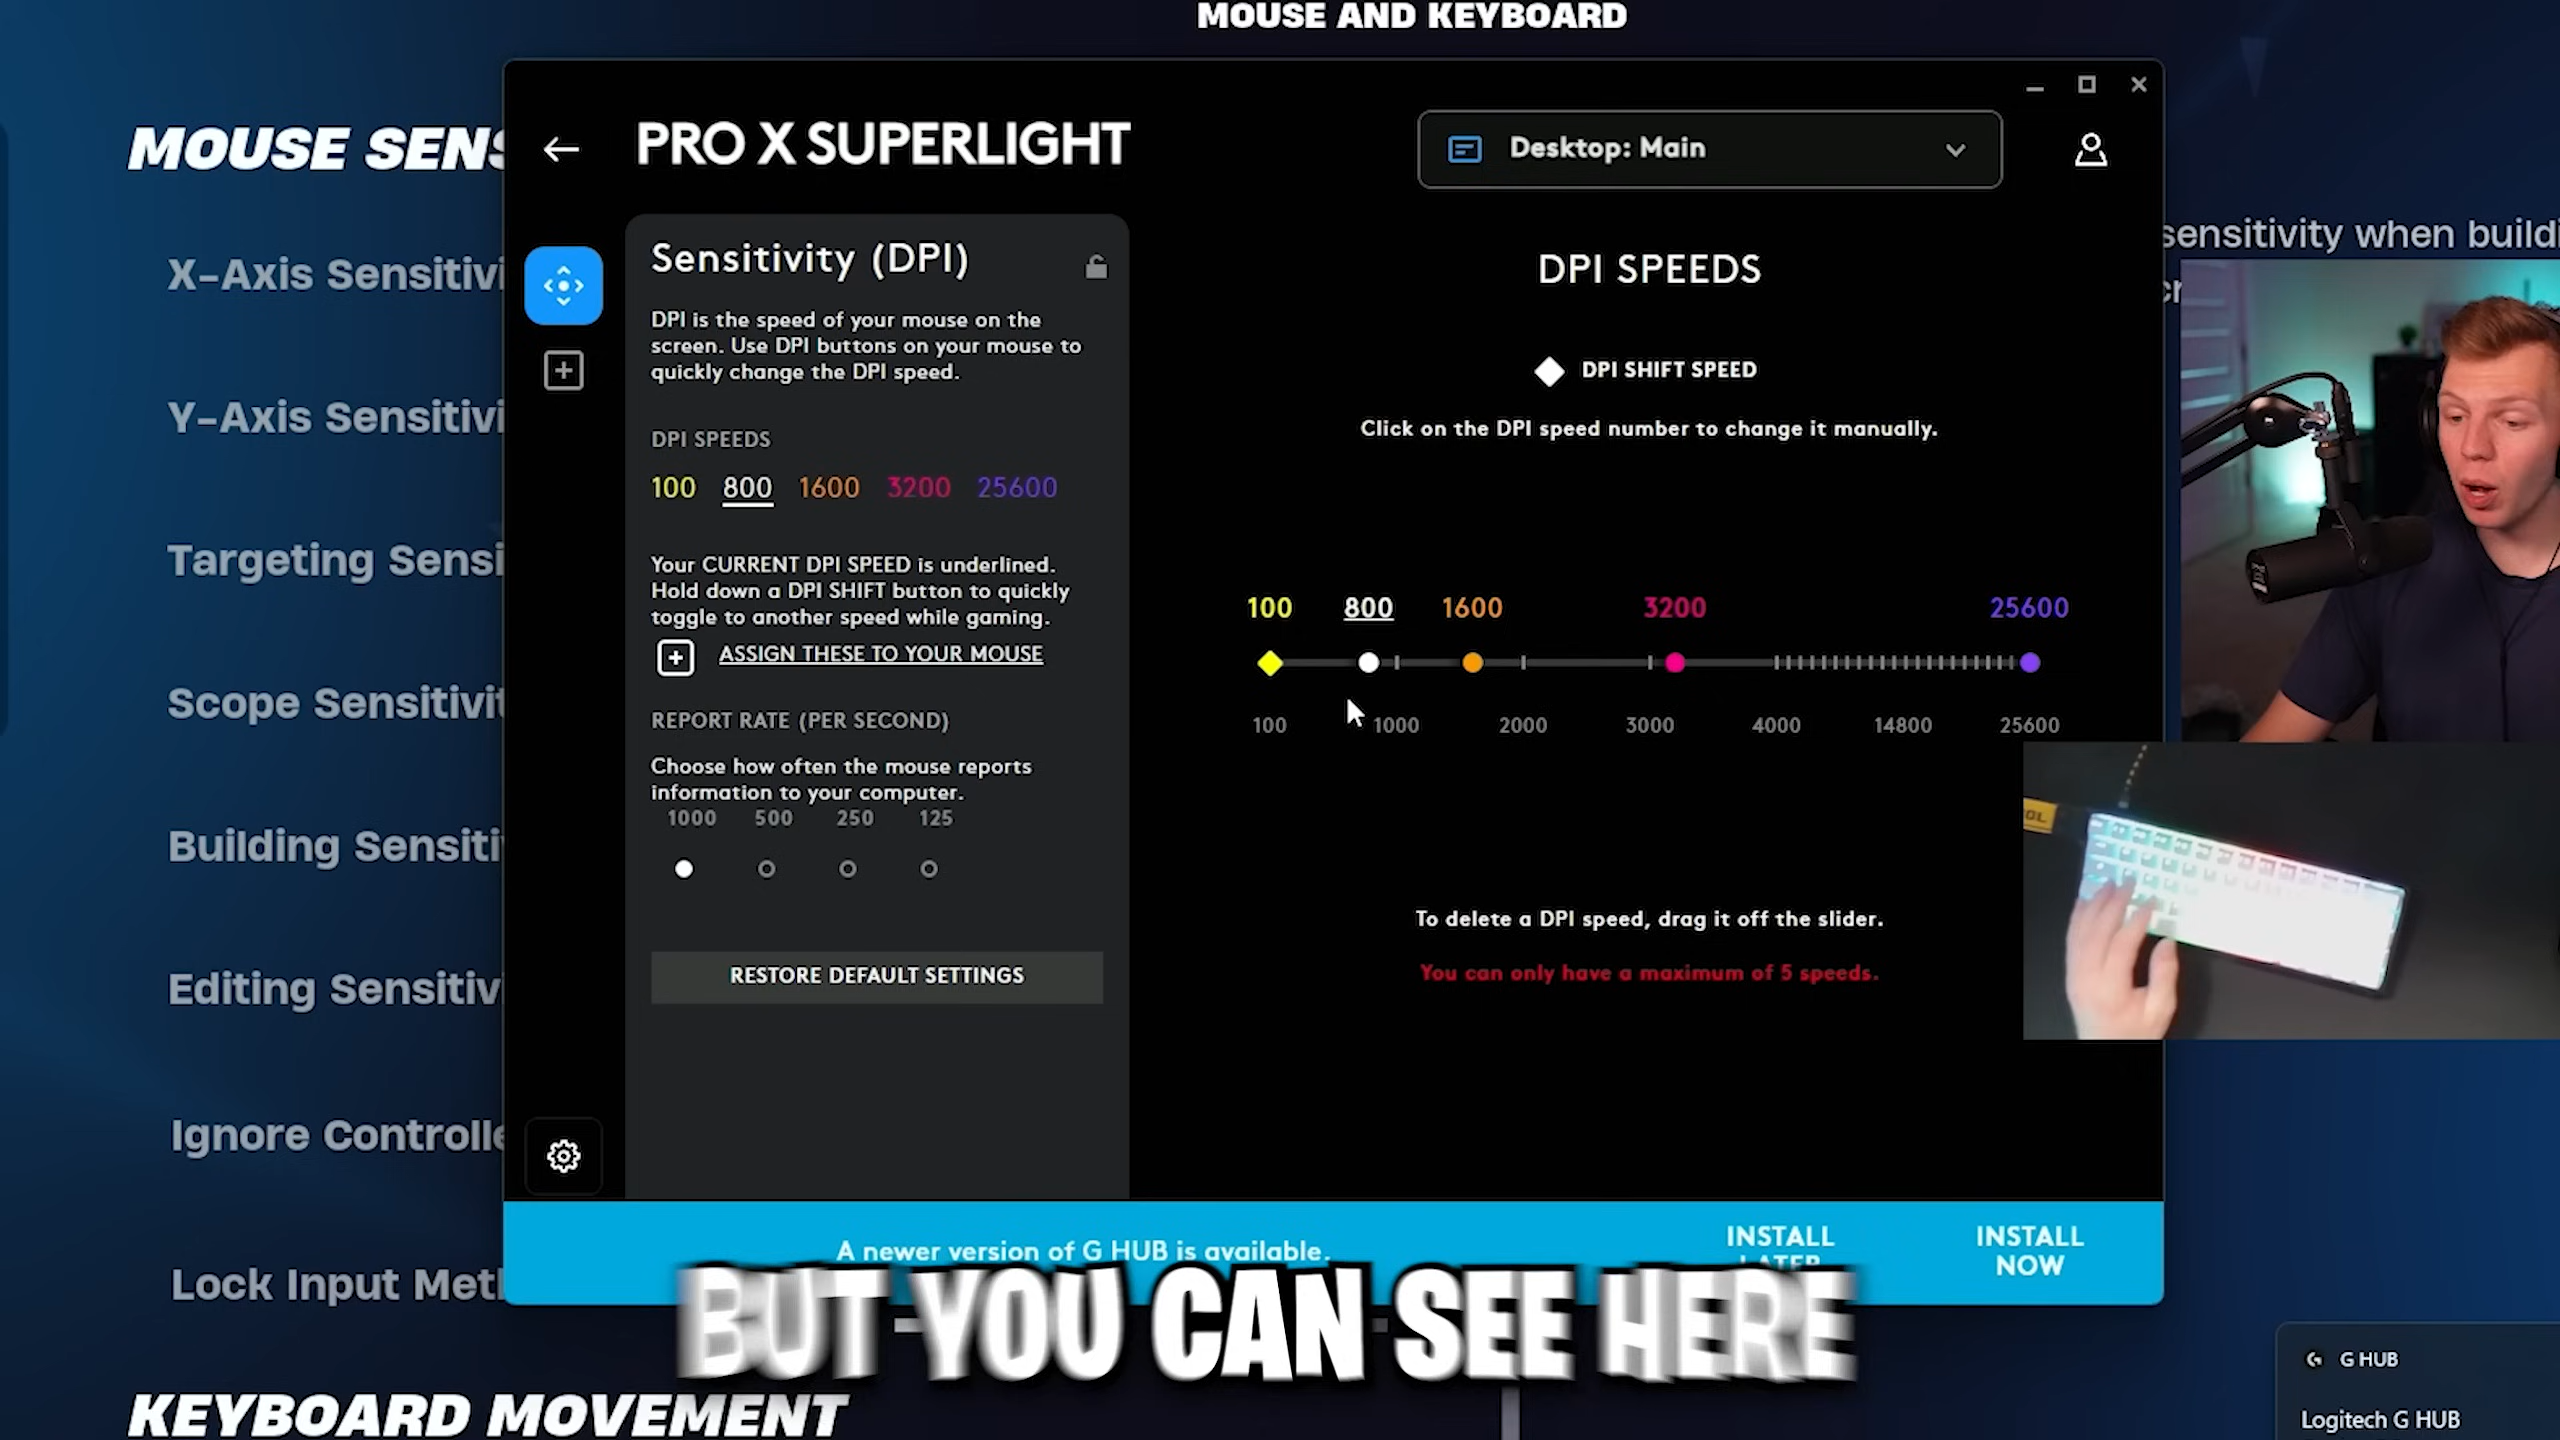 MOUSE AND KEYBOARD
MOUSE SENS
X-Axis Sensitivi
Y-Axis Sensitivi
Targeting Sensi
Scope Sensitivit
Building Sensiti
Editing Sensitiv
Ignore Controlle
Lock Input Meth
KEYBOARD MOVEMENT
PRO X SUPERLIGHT
Desktop: Main
Sensitivity (DPI)
DPI is the speed of your mouse on the
screen. Use DPI buttons on your mouse to
quickly change the DPI speed.
DPI SPEEDS
100 800 1600 3200 25600
Your CURRENT DPI SPEED is underlined.
Hold down a DPI SHIFT button to quickly
toggle to another speed while gaming.
ASSIGN THESE TO YOUR MOUSE
REPORT RATE (PER SECOND)
Choose how often the mouse reports
information to your computer.
1000 500 250 125
RESTORE DEFAULT SETTINGS
DPI SPEEDS
DPI SHIFT SPEED
Click on the DPI speed number to change it manually.
100 800 1600 3200 25600
100 1000 2000 3000 4000 14800 25600
To delete a DPI speed, drag it off the slider.
You can only have a maximum of 5 speeds.
sensitivity when buildi
cr
A newer version of G HUB is available.
INSTALL
LATER
INSTALL
NOW
BUT YOU CAN SEE HERE
G HUB
Logitech G HUB